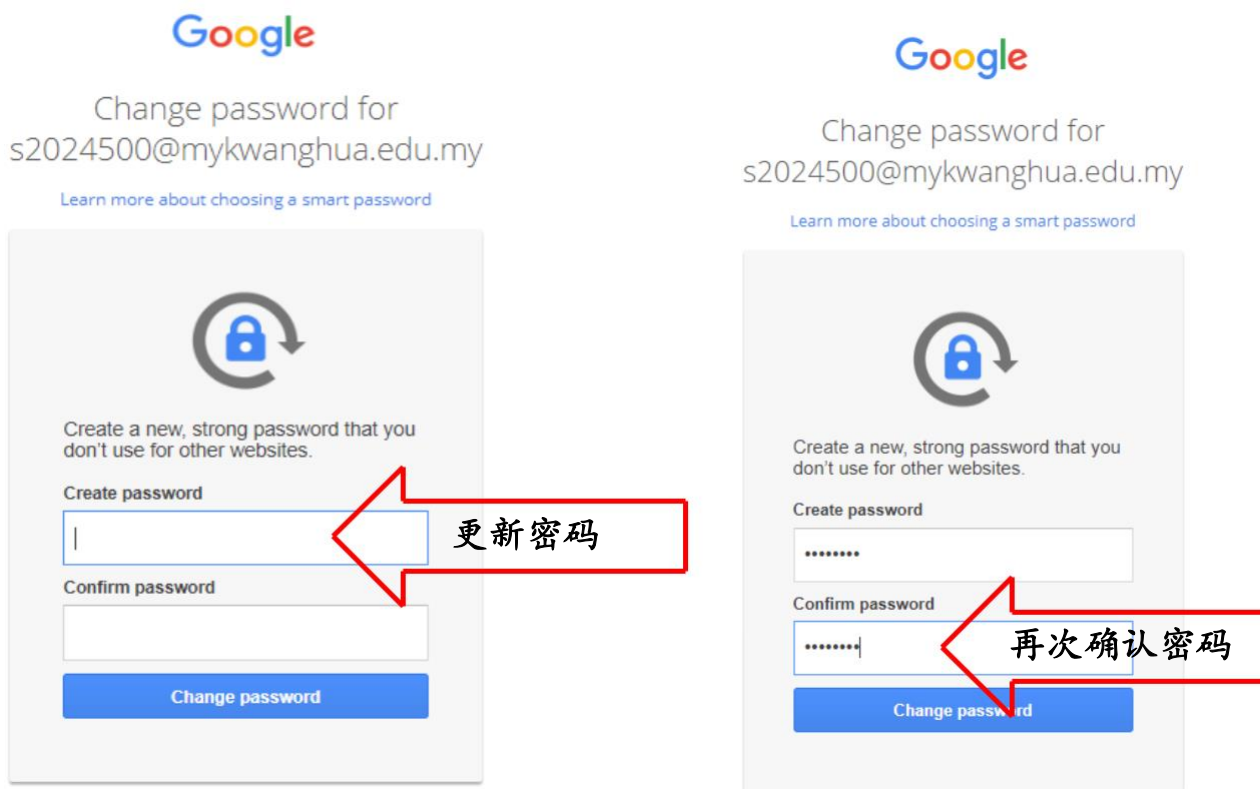 Google
Change password for
s2024500@mykwanghua.edu.my
Learn more about choosing a smart password
Create a new, strong password that you
don't use for other websites.
Create password
更新密码
Confirm password
Change password
Google
Change password for
s2024500@mykwanghua.edu.my
Learn more about choosing a smart password
Create a new, strong password that you
don't use for other websites.
Create password
••••••••
Confirm password
••••••••
再次确认密码
Change password